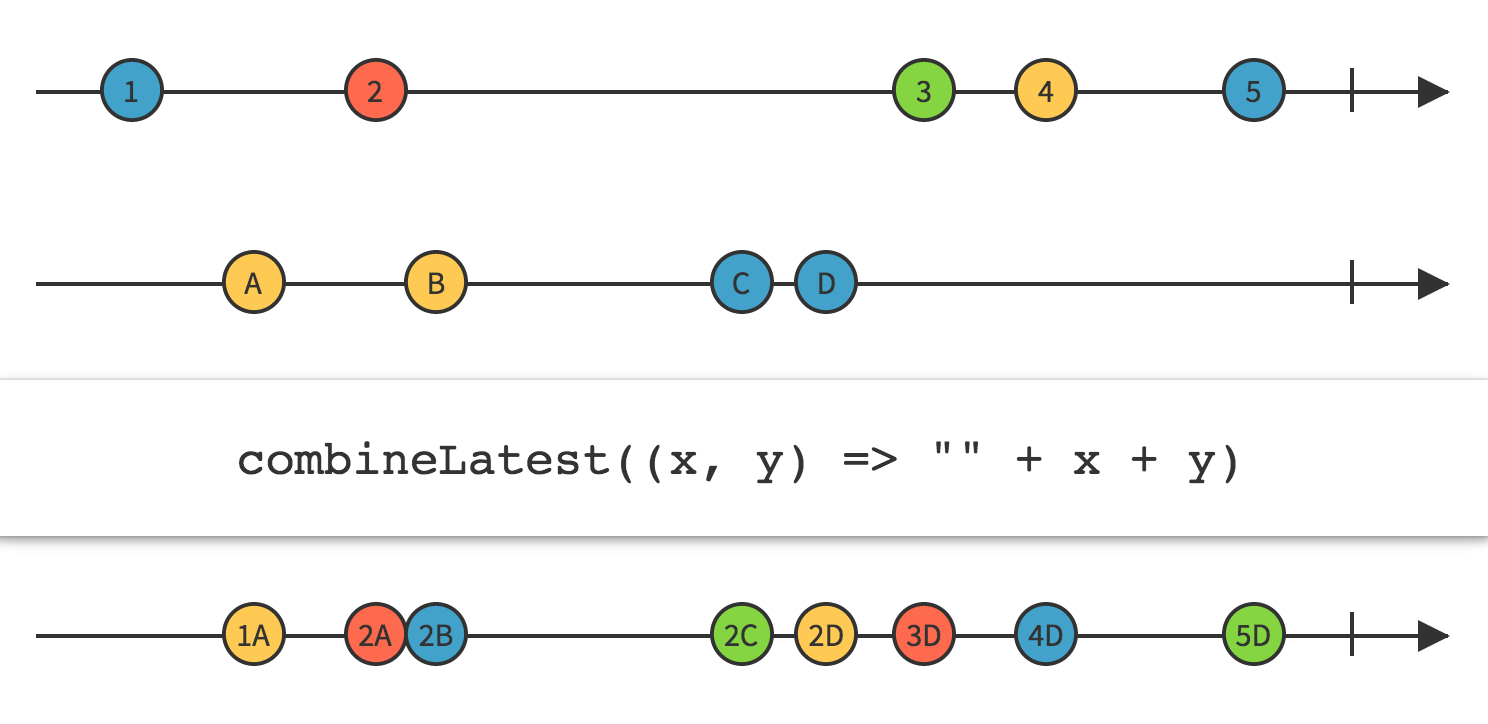 1 2 3 4 5
A B C D
combineLatest((x, y) => "" + x + y)
1A 2A 2B 2C 2D 3D 4D 5D